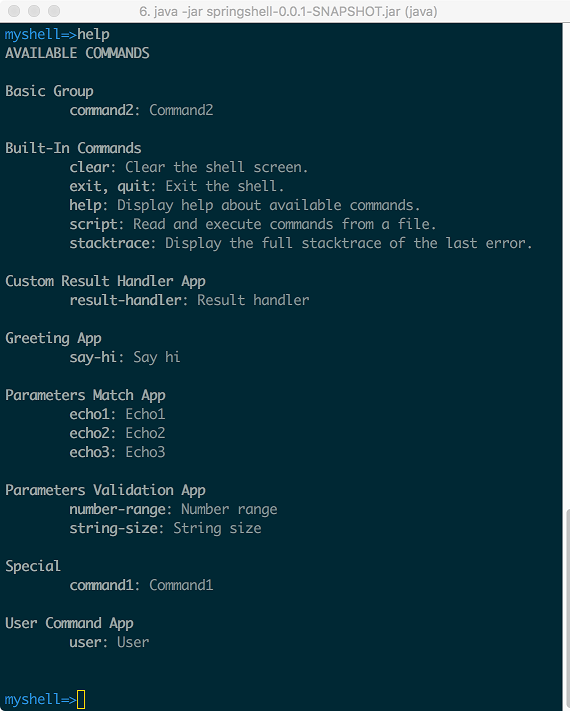 6. java -jar springshell-0.0.1-SNAPSHOT.jar (java)
myshell=>help
AVAILABLE COMMANDS
Basic Group
command2: Command2
Built-In Commands
clear: Clear the shell screen.
exit, quit: Exit the shell.
help: Display help about available commands.
script: Read and execute commands from a file.
stacktrace: Display the full stacktrace of the last error.
Custom Result Handler App
result-handler: Result handler
Greeting App
say-hi: Say hi
Parameters Match App
echo1: Echo1
echo2: Echo2
echo3: Echo3
Parameters Validation App
number-range: Number range
string-size: String size
Special
command1: Command1
User Command App
user: User
myshell=>